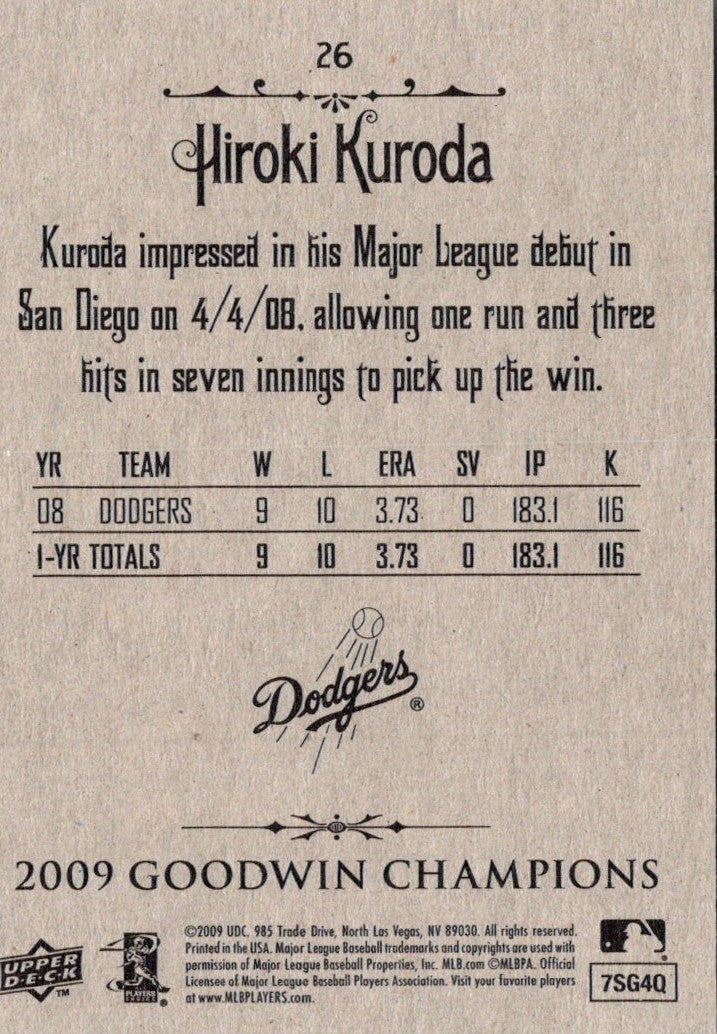 26
Hiroki Kuroda
Kuroda impressed in his Major League debut in
San Diego on 4/4/08, allowing one run and three
hits in seven innings to pick up the win.
YR TEAM W L ERA SV IP K
08 DODGERS 9 10 3.73 0 183.1 116
1-YR TOTALS 9 10 3.73 0 183.1 116
Dodgers ®
2009 GOODWIN CHAMPIONS
©2009 UDC. 985 Trade Drive, North Las Vegas, NV 89030. All rights reserved.
Printed in the USA. Major League Baseball trademarks and copyrights are used with
permission of Major League Baseball Properties, Inc. MLB.com ©MLBPA. Official
Licensee of Major League Baseball Players Association. Visit your favorite players
at www.MLBPLAYERS.com.
UPPER
D·E·C·K
TM
PLAYERS
CHOICE ®
7SG4Q